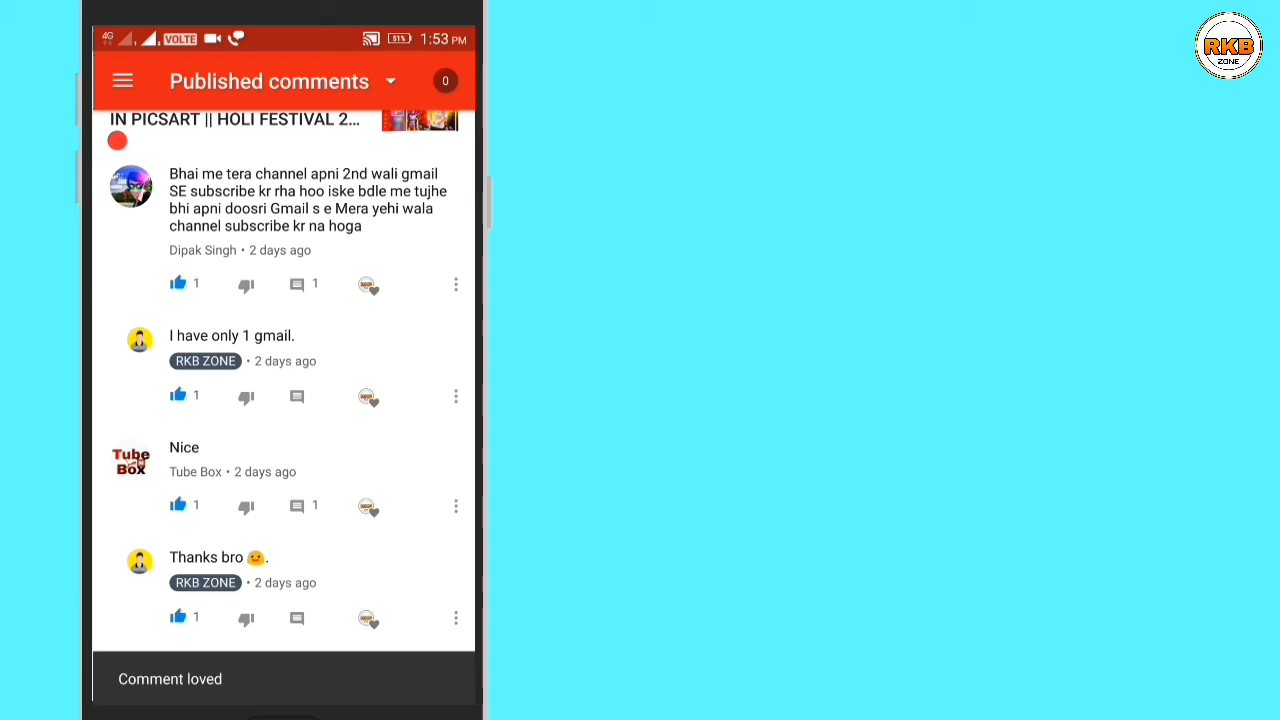 4G VOLTE 51% 1:53 PM
RKB
ZONE
Published comments 0
IN PICSART || HOLI FESTIVAL 2...
Bhai me tera channel apni 2nd wali gmail
SE subscribe kr rha hoo iske bdle me tujhe
bhi apni doosri Gmail s e Mera yehi wala
channel subscribe kr na hoga
Dipak Singh • 2 days ago
1 1
I have only 1 gmail.
RKB ZONE • 2 days ago
1
Tube
Box
Nice
Tube Box • 2 days ago
1 1
Thanks bro 🙂.
RKB ZONE • 2 days ago
1
Comment loved